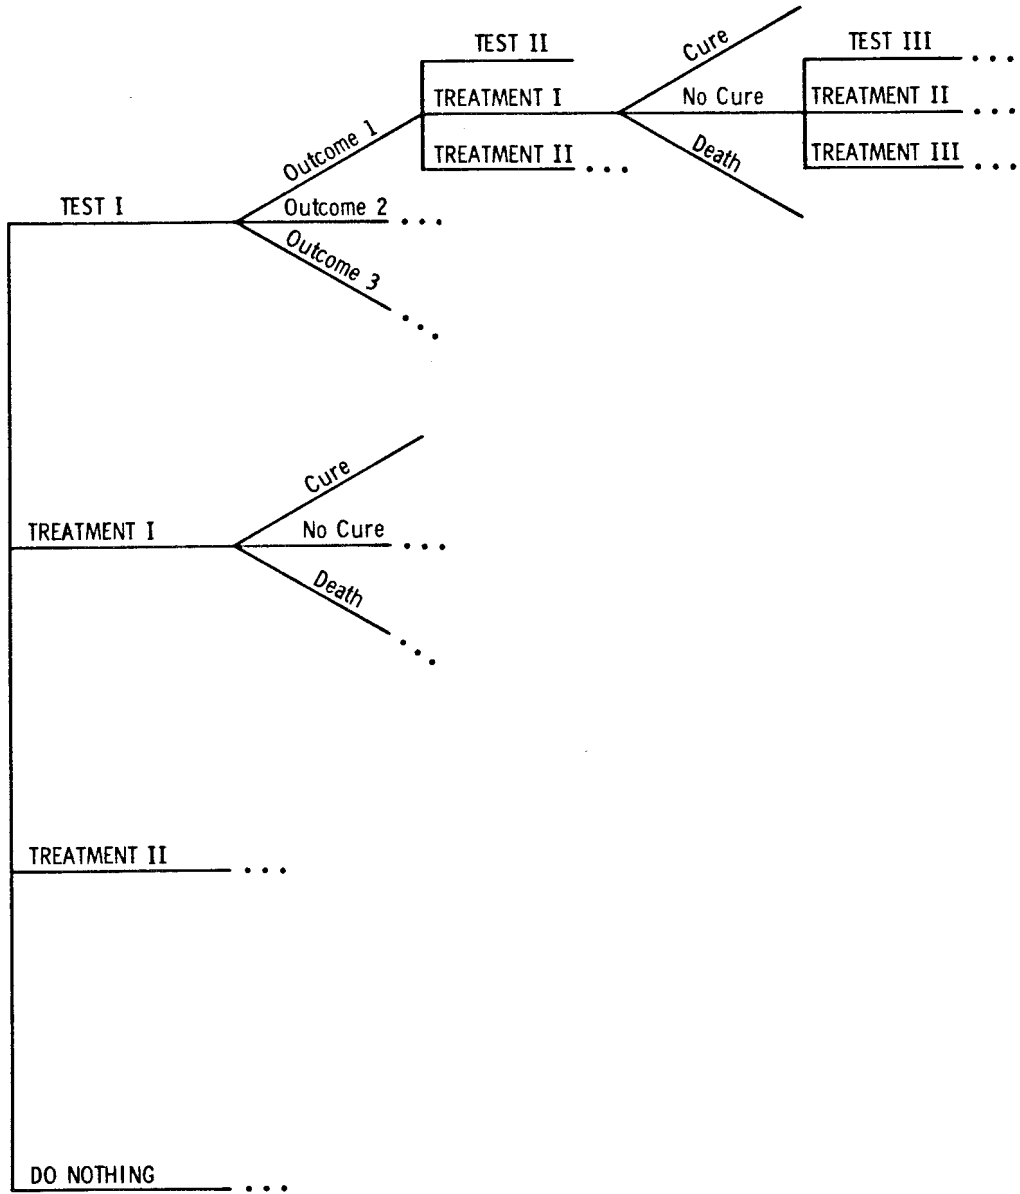 TEST II
Cure
TEST III
...
TREATMENT I
No Cure
TREATMENT II
...
Outcome 1
TREATMENT II
...
Death
TREATMENT III
...
TEST I
Outcome 2
...
Outcome 3
...
Cure
TREATMENT I
No Cure
...
Death
...
TREATMENT II
...
DO NOTHING
...